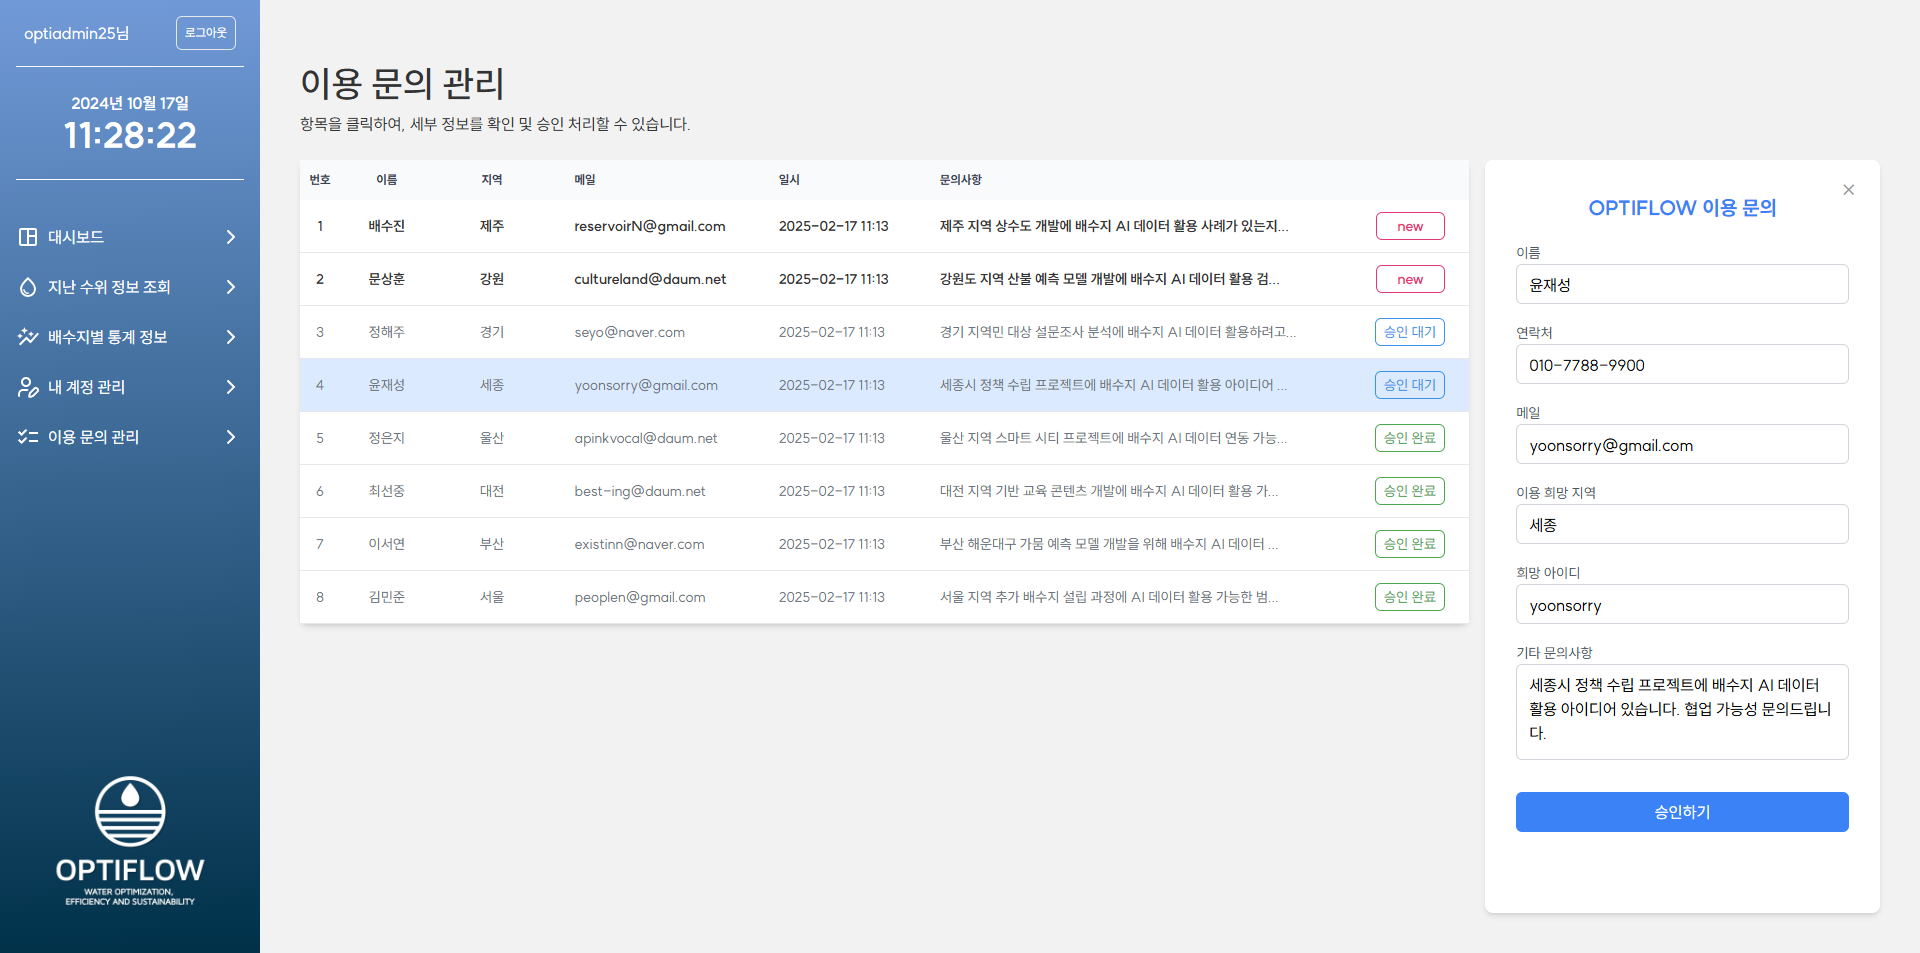 optiadmin25님
로그아웃
2024년 10월 17일
11:28:22
대시보드
지난 수위 정보 조회
배수지별 통계 정보
내 계정 관리
이용 문의 관리
OPTIFLOW
WATER OPTIMIZATION,
EFFICIENCY AND SUSTAINABILITY
이용 문의 관리
항목을 클릭하여, 세부 정보를 확인 및 승인 처리할 수 있습니다.
번호 이름 지역 메일 일시 문의사항
1 배수진 제주 reservoirN@gmail.com 2025-02-17 11:13 제주 지역 상수도 개발에 배수지 AI 데이터 활용 사례가 있는지... new
2 문상훈 강원 cultureland@daum.net 2025-02-17 11:13 강원도 지역 산불 예측 모델 개발에 배수지 AI 데이터 활용 검... new
3 정해주 경기 seyo@naver.com 2025-02-17 11:13 경기 지역민 대상 설문조사 분석에 배수지 AI 데이터 활용하려고... 승인 대기
4 윤재성 세종 yoonsorry@gmail.com 2025-02-17 11:13 세종시 정책 수립 프로젝트에 배수지 AI 데이터 활용 아이디어 ... 승인 대기
5 정은지 울산 apinkvocal@daum.net 2025-02-17 11:13 울산 지역 스마트 시티 프로젝트에 배수지 AI 데이터 연동 가능... 승인 완료
6 최선중 대전 best-ing@daum.net 2025-02-17 11:13 대전 지역 기반 교육 콘텐츠 개발에 배수지 AI 데이터 활용 가... 승인 완료
7 이서연 부산 existinn@naver.com 2025-02-17 11:13 부산 해운대구 가뭄 예측 모델 개발을 위해 배수지 AI 데이터 ... 승인 완료
8 김민준 서울 peoplen@gmail.com 2025-02-17 11:13 서울 지역 추가 배수지 설립 과정에 AI 데이터 활용 가능한 범... 승인 완료
OPTIFLOW 이용 문의
이름
윤재성
연락처
010-7788-9900
메일
yoonsorry@gmail.com
이용 희망 지역
세종
희망 아이디
yoonsorry
기타 문의사항
세종시 정책 수립 프로젝트에 배수지 AI 데이터
활용 아이디어 있습니다. 협업 가능성 문의드립니
다.
승인하기